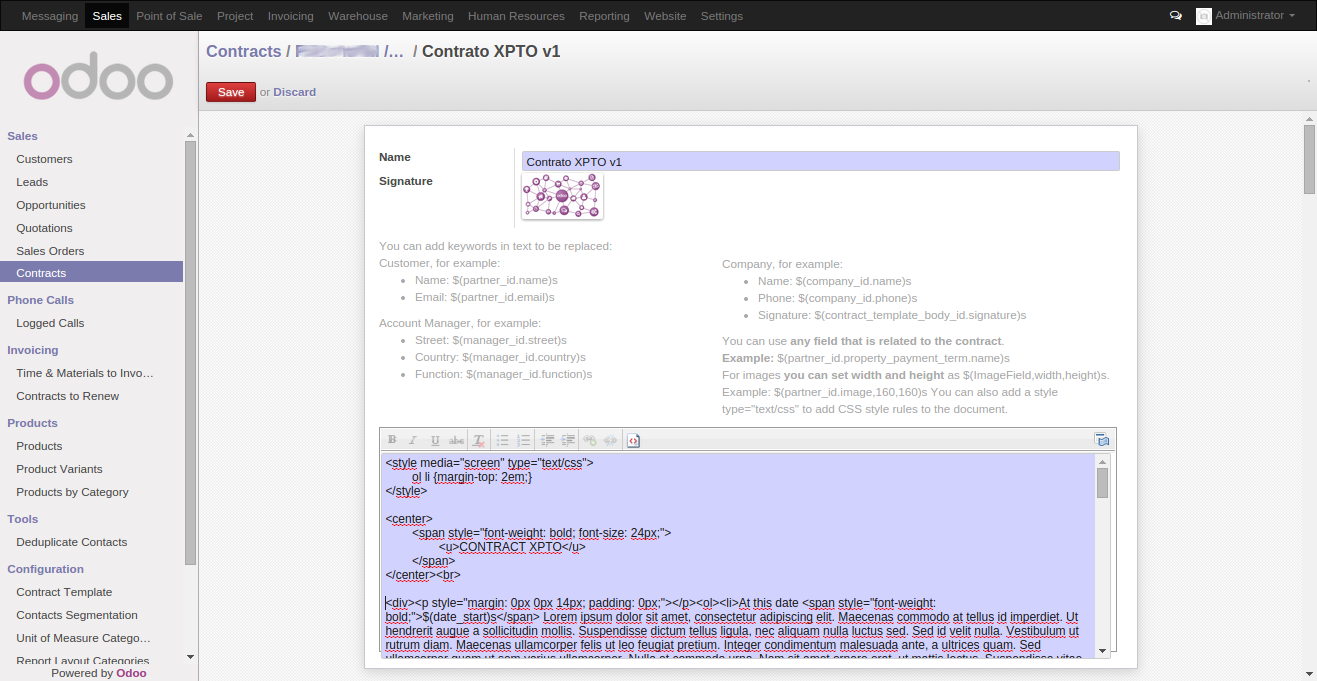 Messaging Sales Point of Sale Project Invoicing Warehouse Marketing Human Resources Reporting Website Settings Administrator
odoo
Contracts / /... / Contrato XPTO v1
Save or Discard
Sales
Customers
Leads
Opportunities
Quotations
Sales Orders
Contracts
Phone Calls
Logged Calls
Invoicing
Time & Materials to Invo...
Contracts to Renew
Products
Products
Product Variants
Products by Category
Tools
Deduplicate Contacts
Configuration
Contract Template
Contacts Segmentation
Unit of Measure Catego...
Report Layout Categories
Powered by Odoo
Name
Contrato XPTO v1
Signature
You can add keywords in text to be replaced:
Customer, for example:
• Name: $(partner_id.name)s
• Email: $(partner_id.email)s
Account Manager, for example:
• Street: $(manager_id.street)s
• Country: $(manager_id.country)s
• Function: $(manager_id.function)s
Company, for example:
• Name: $(company_id.name)s
• Phone: $(company_id.phone)s
• Signature: $(contract_template_body_id.signature)s
You can use any field that is related to the contract.
Example: $(partner_id.property_payment_term.name)s
For images you can set width and height as $(ImageField,width,height)s.
Example: $(partner_id.image,160,160)s You can also add a style
type="text/css" to add CSS style rules to the document.
B I U abc T
<style media="screen" type="text/css">
ol li {margin-top: 2em;}
</style>
<center>
<span style="font-weight: bold; font-size: 24px;">
<u>CONTRACT XPTO</u>
</span>
</center><br>
<div><p style="margin: 0px 0px 14px; padding: 0px;"></p><ol><li>At this date <span style="font-weight:
bold;">$(date_start)s</span> Lorem ipsum dolor sit amet, consectetur adipiscing elit. Maecenas commodo at tellus id imperdiet. Ut
hendrerit augue a sollicitudin mollis. Suspendisse dictum tellus ligula, nec aliquam nulla luctus sed. Sed id velit nulla. Vestibulum ut
rutrum diam. Maecenas ullamcorper felis ut leo feugiat pretium. Integer condimentum malesuada ante, a ultrices quam. Sed